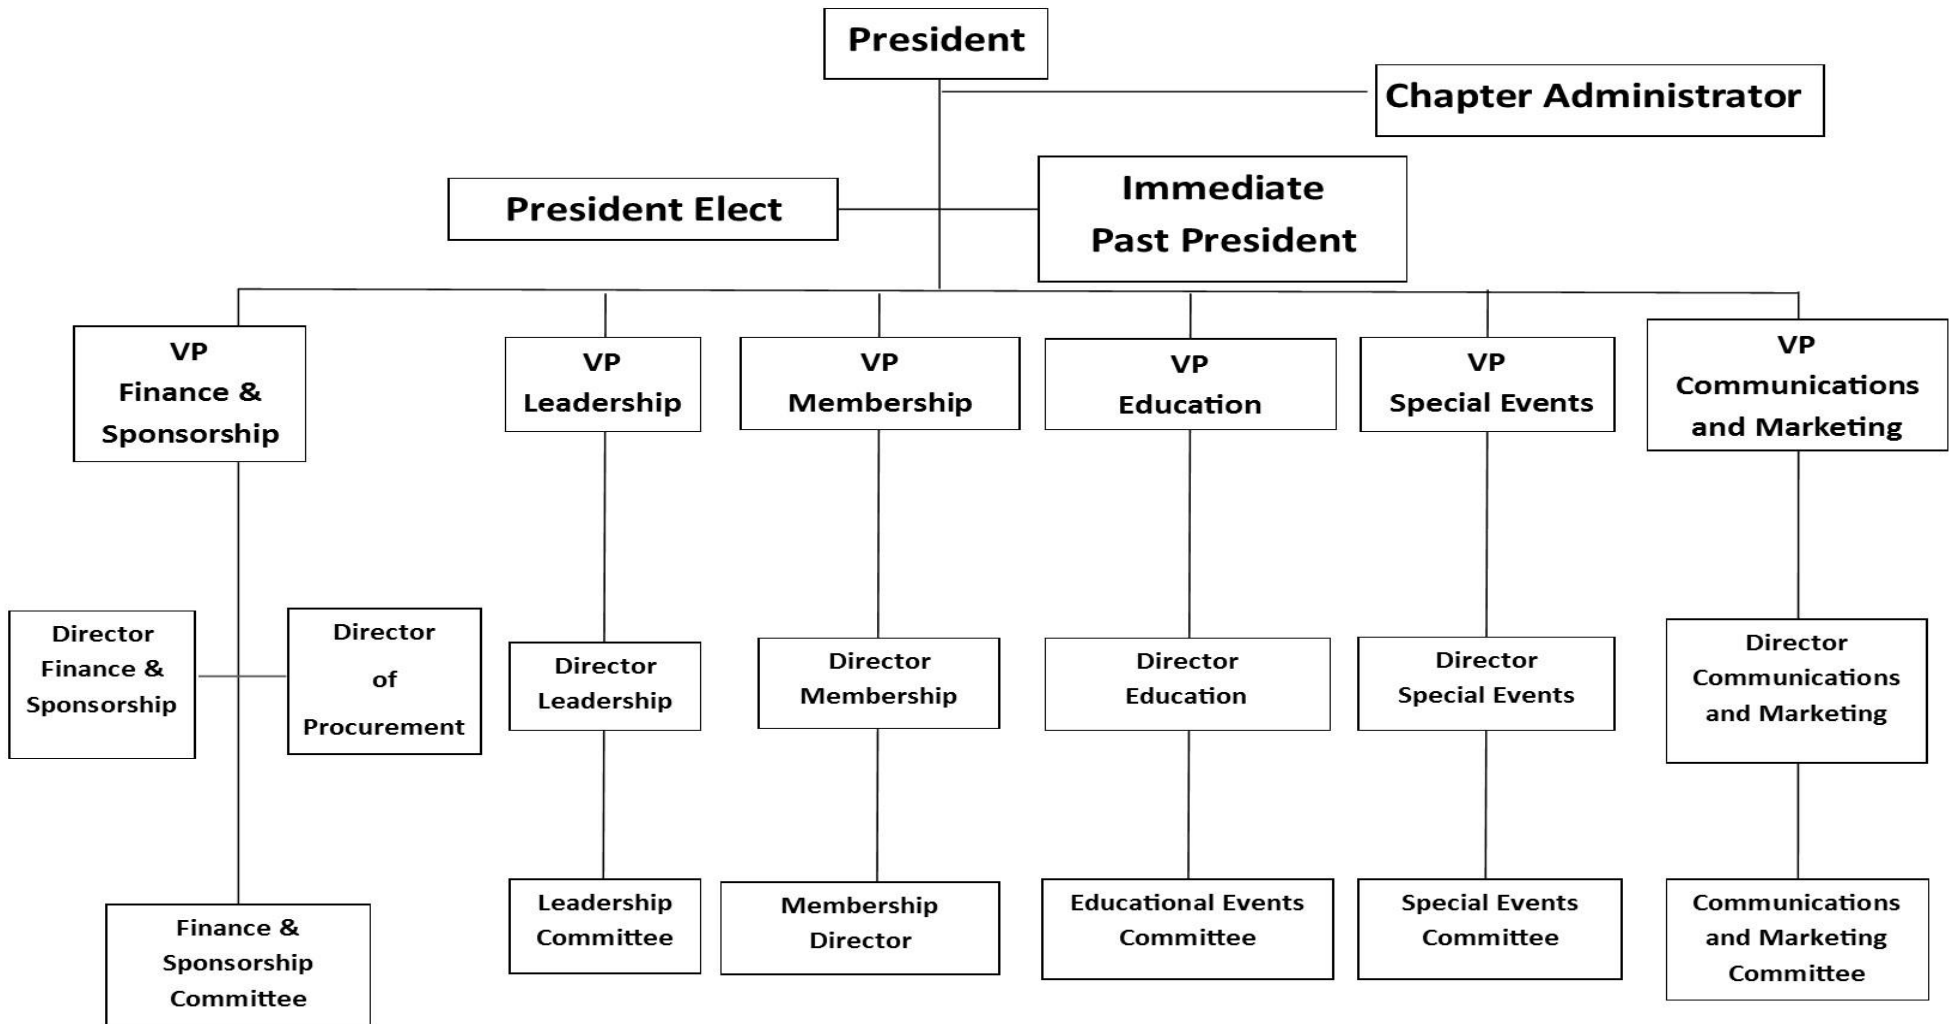 President
Chapter Administrator
President Elect
Immediate
Past President
VP
Finance &
Sponsorship
VP
Leadership
VP
Membership
VP
Education
VP
Special Events
VP
Communications
and Marketing
Director
Finance &
Sponsorship
Director
of
Procurement
Director
Leadership
Director
Membership
Director
Education
Director
Special Events
Director
Communications
and Marketing
Finance &
Sponsorship
Committee
Leadership
Committee
Membership
Director
Educational Events
Committee
Special Events
Committee
Communications
and Marketing
Committee